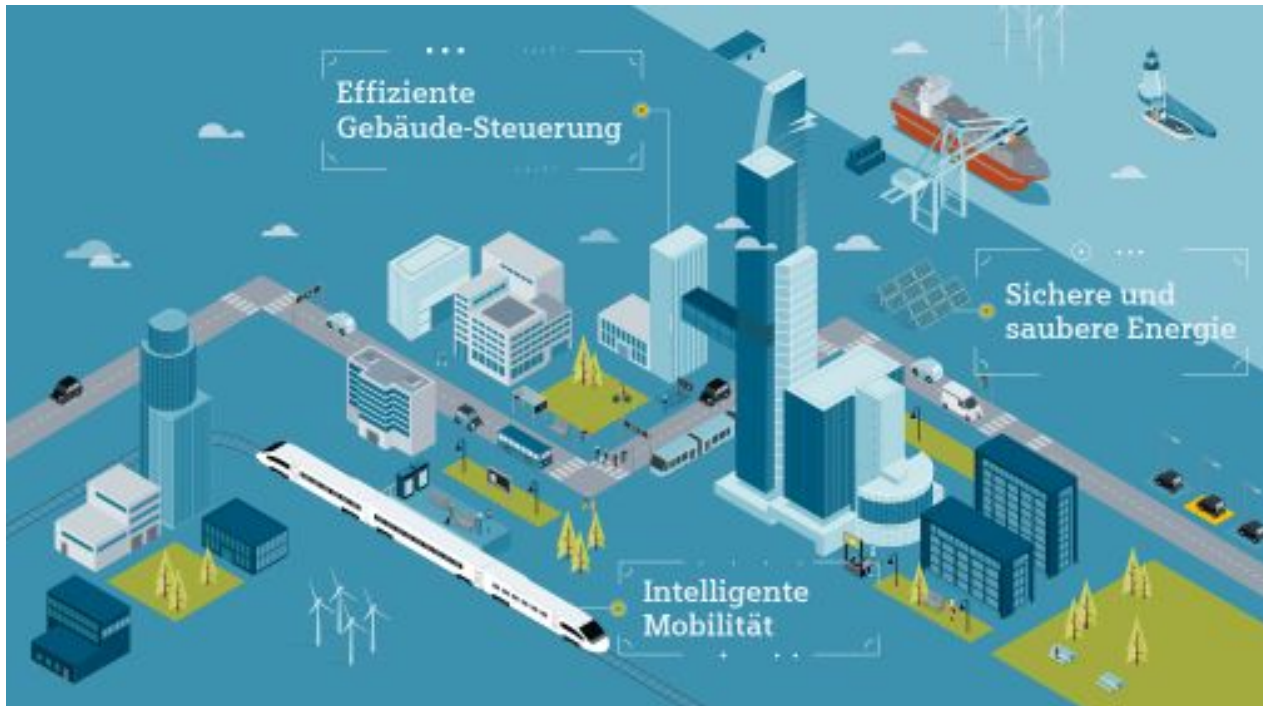 Effiziente
Gebäude-Steuerung
Sichere und
saubere Energie
Intelligente
Mobilität